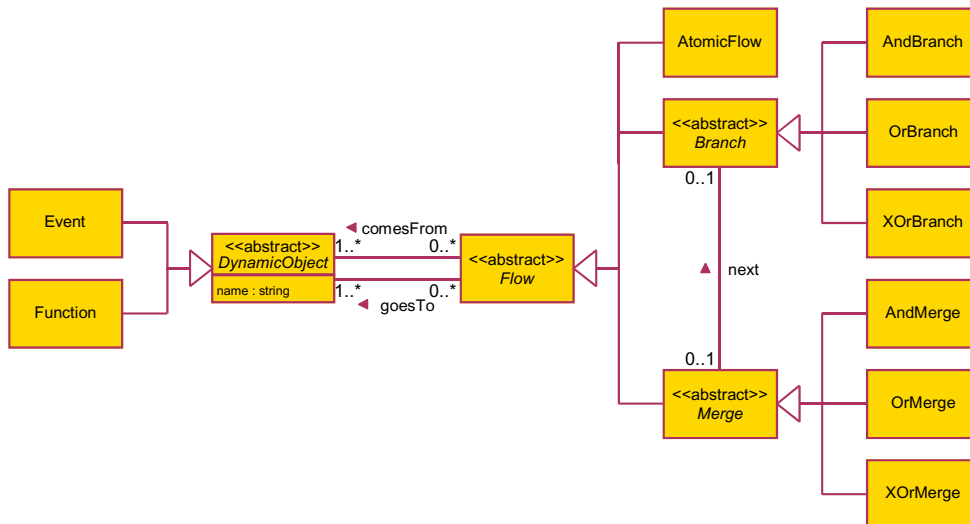 AtomicFlow
AndBranch
<<abstract>>
Branch
OrBranch
0..1
XOrBranch
Event
Function
<<abstract>>
DynamicObject
name : string
comesFrom
1..*
0..*
1..*
0..*
goesTo
<<abstract>>
Flow
next
0..1
<<abstract>>
Merge
AndMerge
OrMerge
XOrMerge